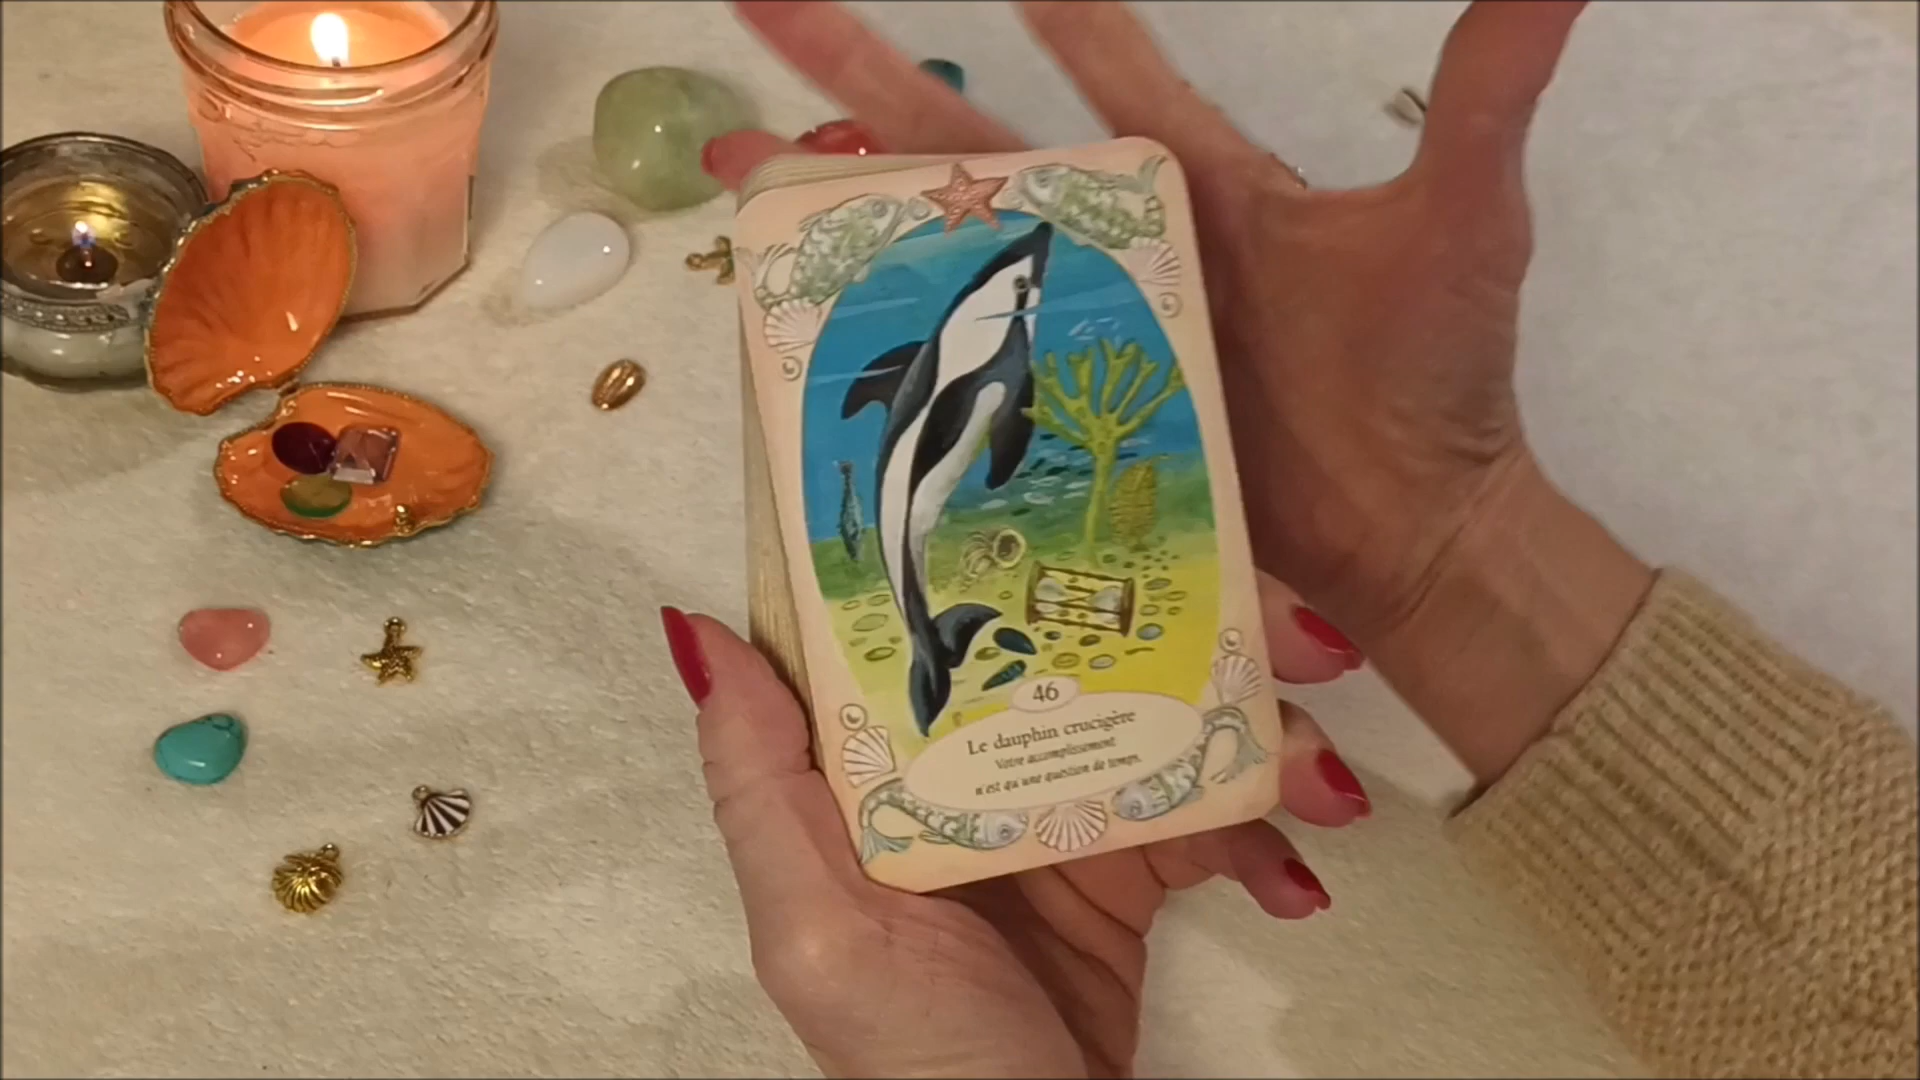 46
Le dauphin crucigère
Votre accomplissement
n'est qu'une question de temps.